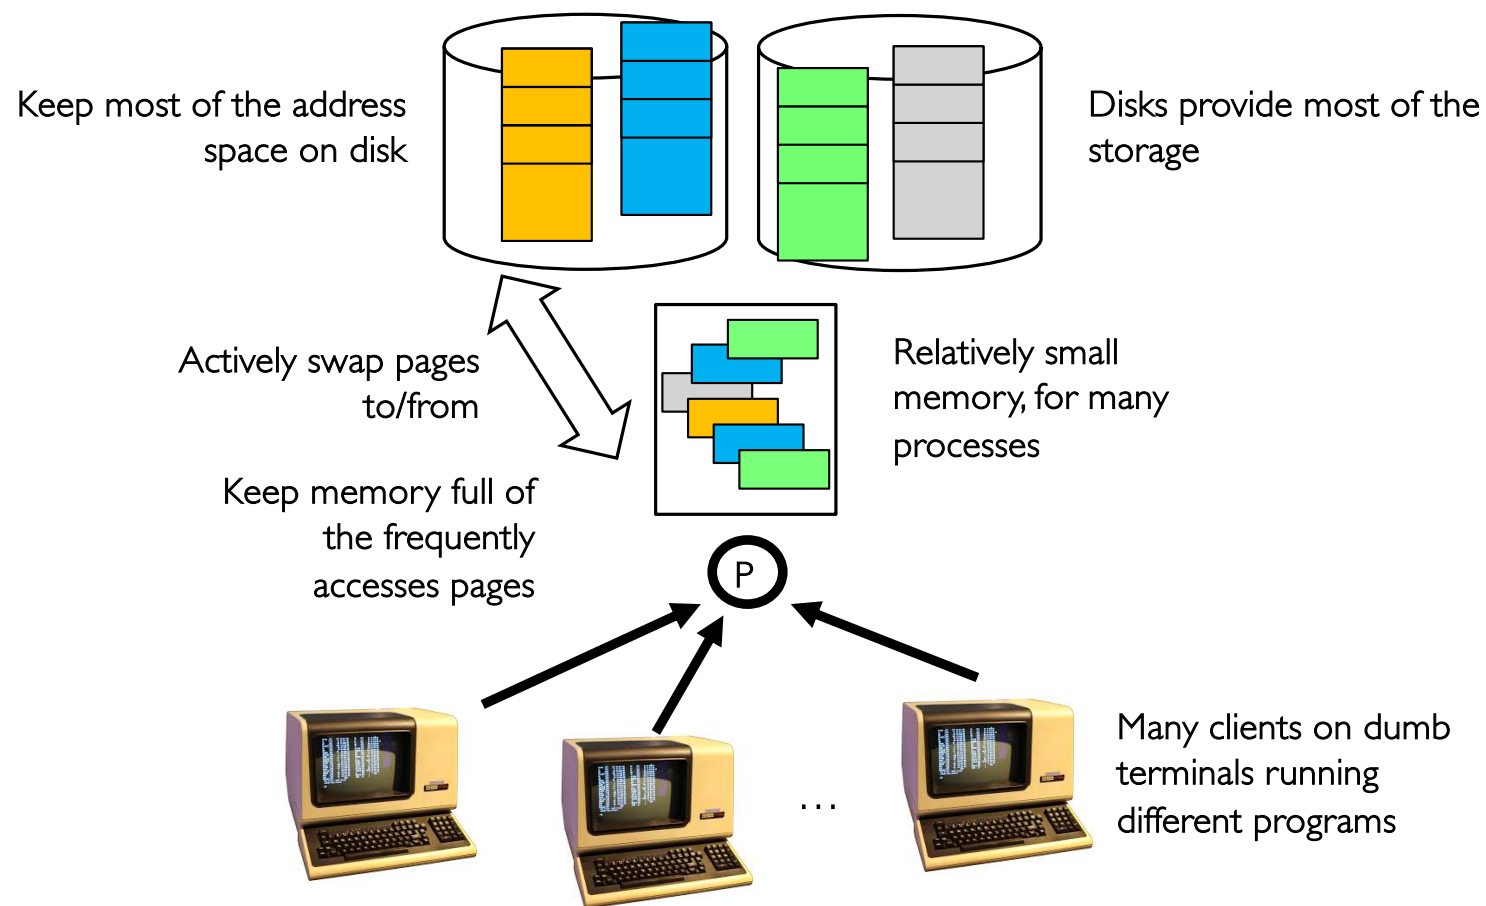 Keep most of the address
space on disk
Disks provide most of the
storage
Actively swap pages
to/from
Relatively small
memory, for many
processes
Keep memory full of
the frequently
accesses pages
P
Many clients on dumb
terminals running
different programs
...